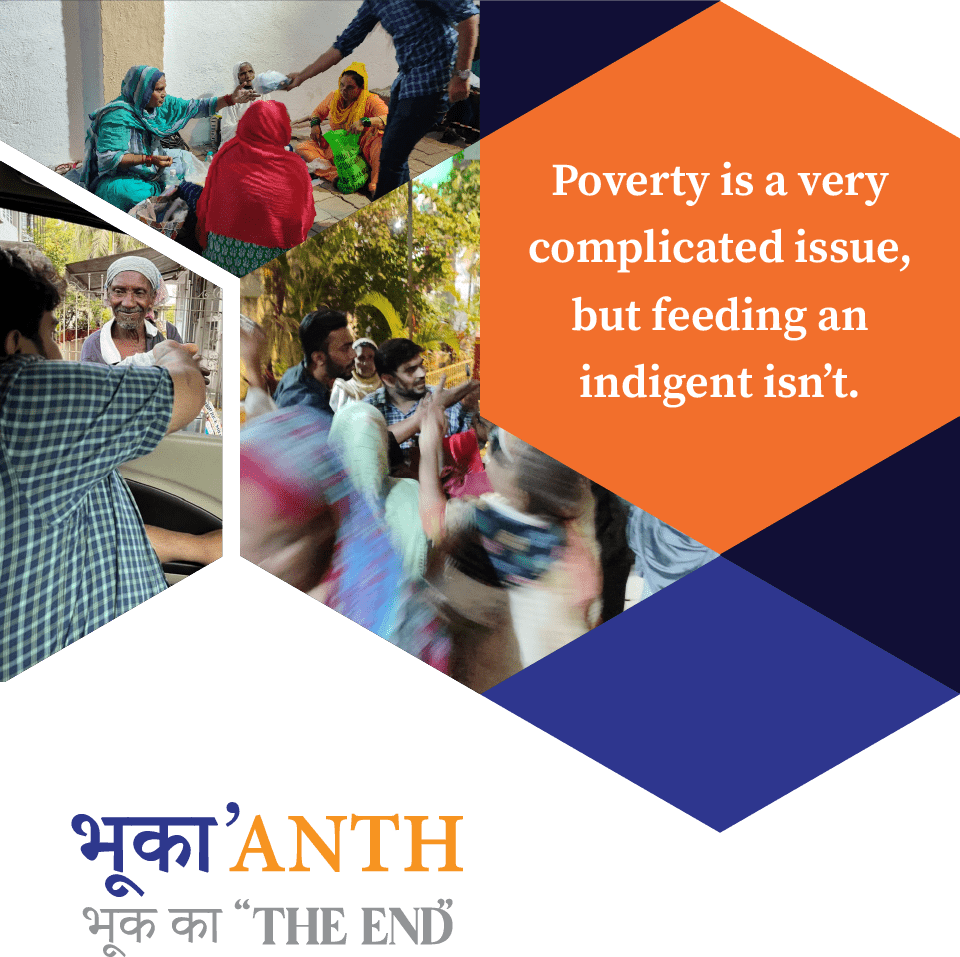 Poverty is a very
complicated issue,
but feeding an
indigent isn’t.
भूका’ANTH
भूक का “THE END”